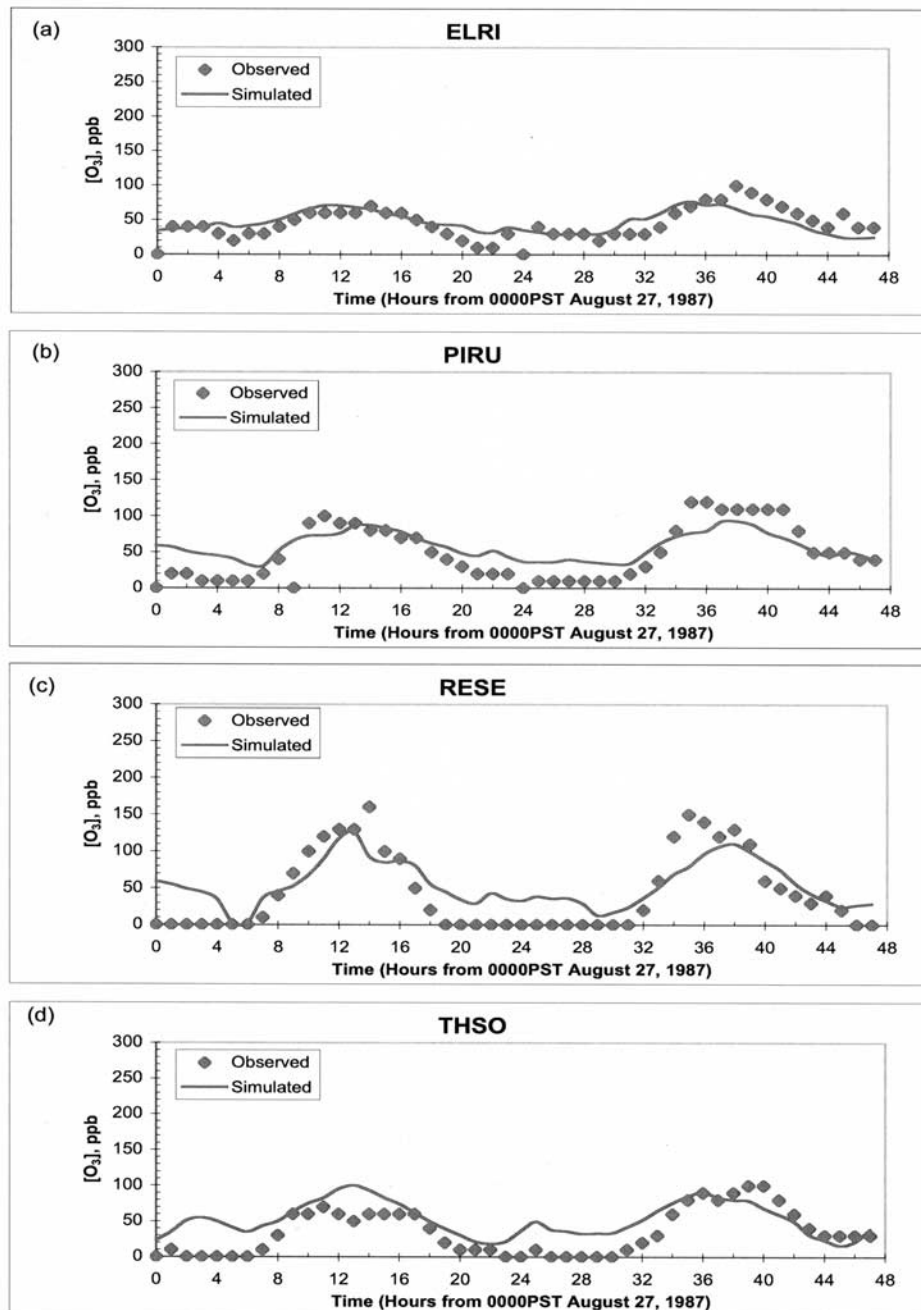 (a)
ELRI
300
250
200
150
100
50
0
[O₃], ppb
Observed
Simulated
0 4 8 12 16 20 24 28 32 36 40 44 48
Time (Hours from 0000PST August 27, 1987)
(b)
PIRU
300
250
200
150
100
50
0
[O₃], ppb
Observed
Simulated
0 4 8 12 16 20 24 28 32 36 40 44 48
Time (Hours from 0000PST August 27, 1987)
(c)
RESE
300
250
200
150
100
50
0
[O₃], ppb
Observed
Simulated
0 4 8 12 16 20 24 28 32 36 40 44 48
Time (Hours from 0000PST August 27, 1987)
(d)
THSO
300
250
200
150
100
50
0
[O₃], ppb
Observed
Simulated
0 4 8 12 16 20 24 28 32 36 40 44 48
Time (Hours from 0000PST August 27, 1987)